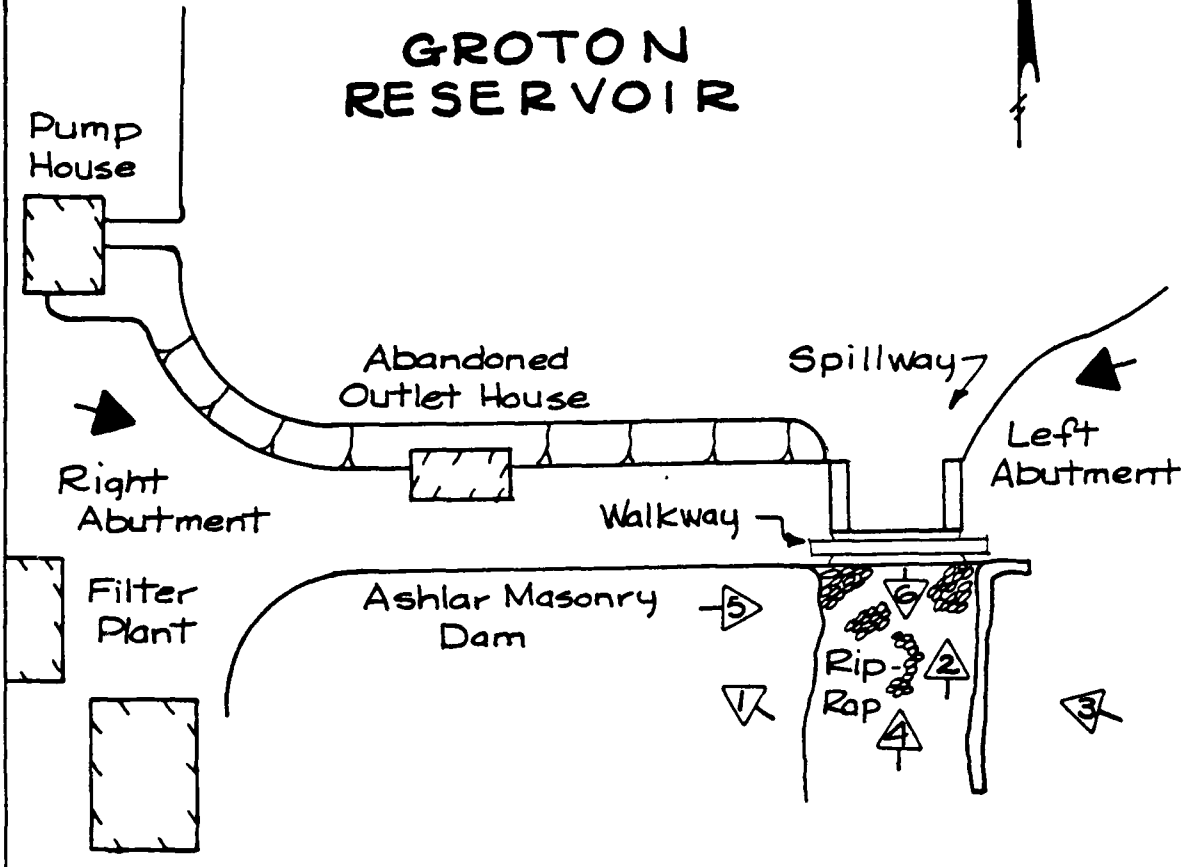 GROTON
RESERVOIR
Pump
House
Abandoned
Outlet House
Spillway
Left
Abutment
Right
Abutment
Walkway
Filter
Plant
Ashlar Masonry
Dam
5
6
Rip-
Rap
2
1
3
4